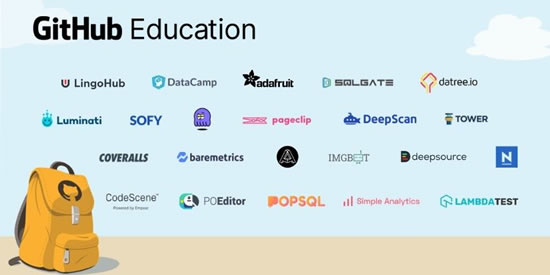 GitHub Education
LingoHub
DataCamp
adafruit
SQLGATE
datree.io
Luminati
SOFY
pageclip
DeepScan
TOWER
COVERALLS
baremetrics
IMGBOT
deepsource
N
CodeScene
Powered by Empear
POEditor
POPSQL
Simple Analytics
LAMBDATEST